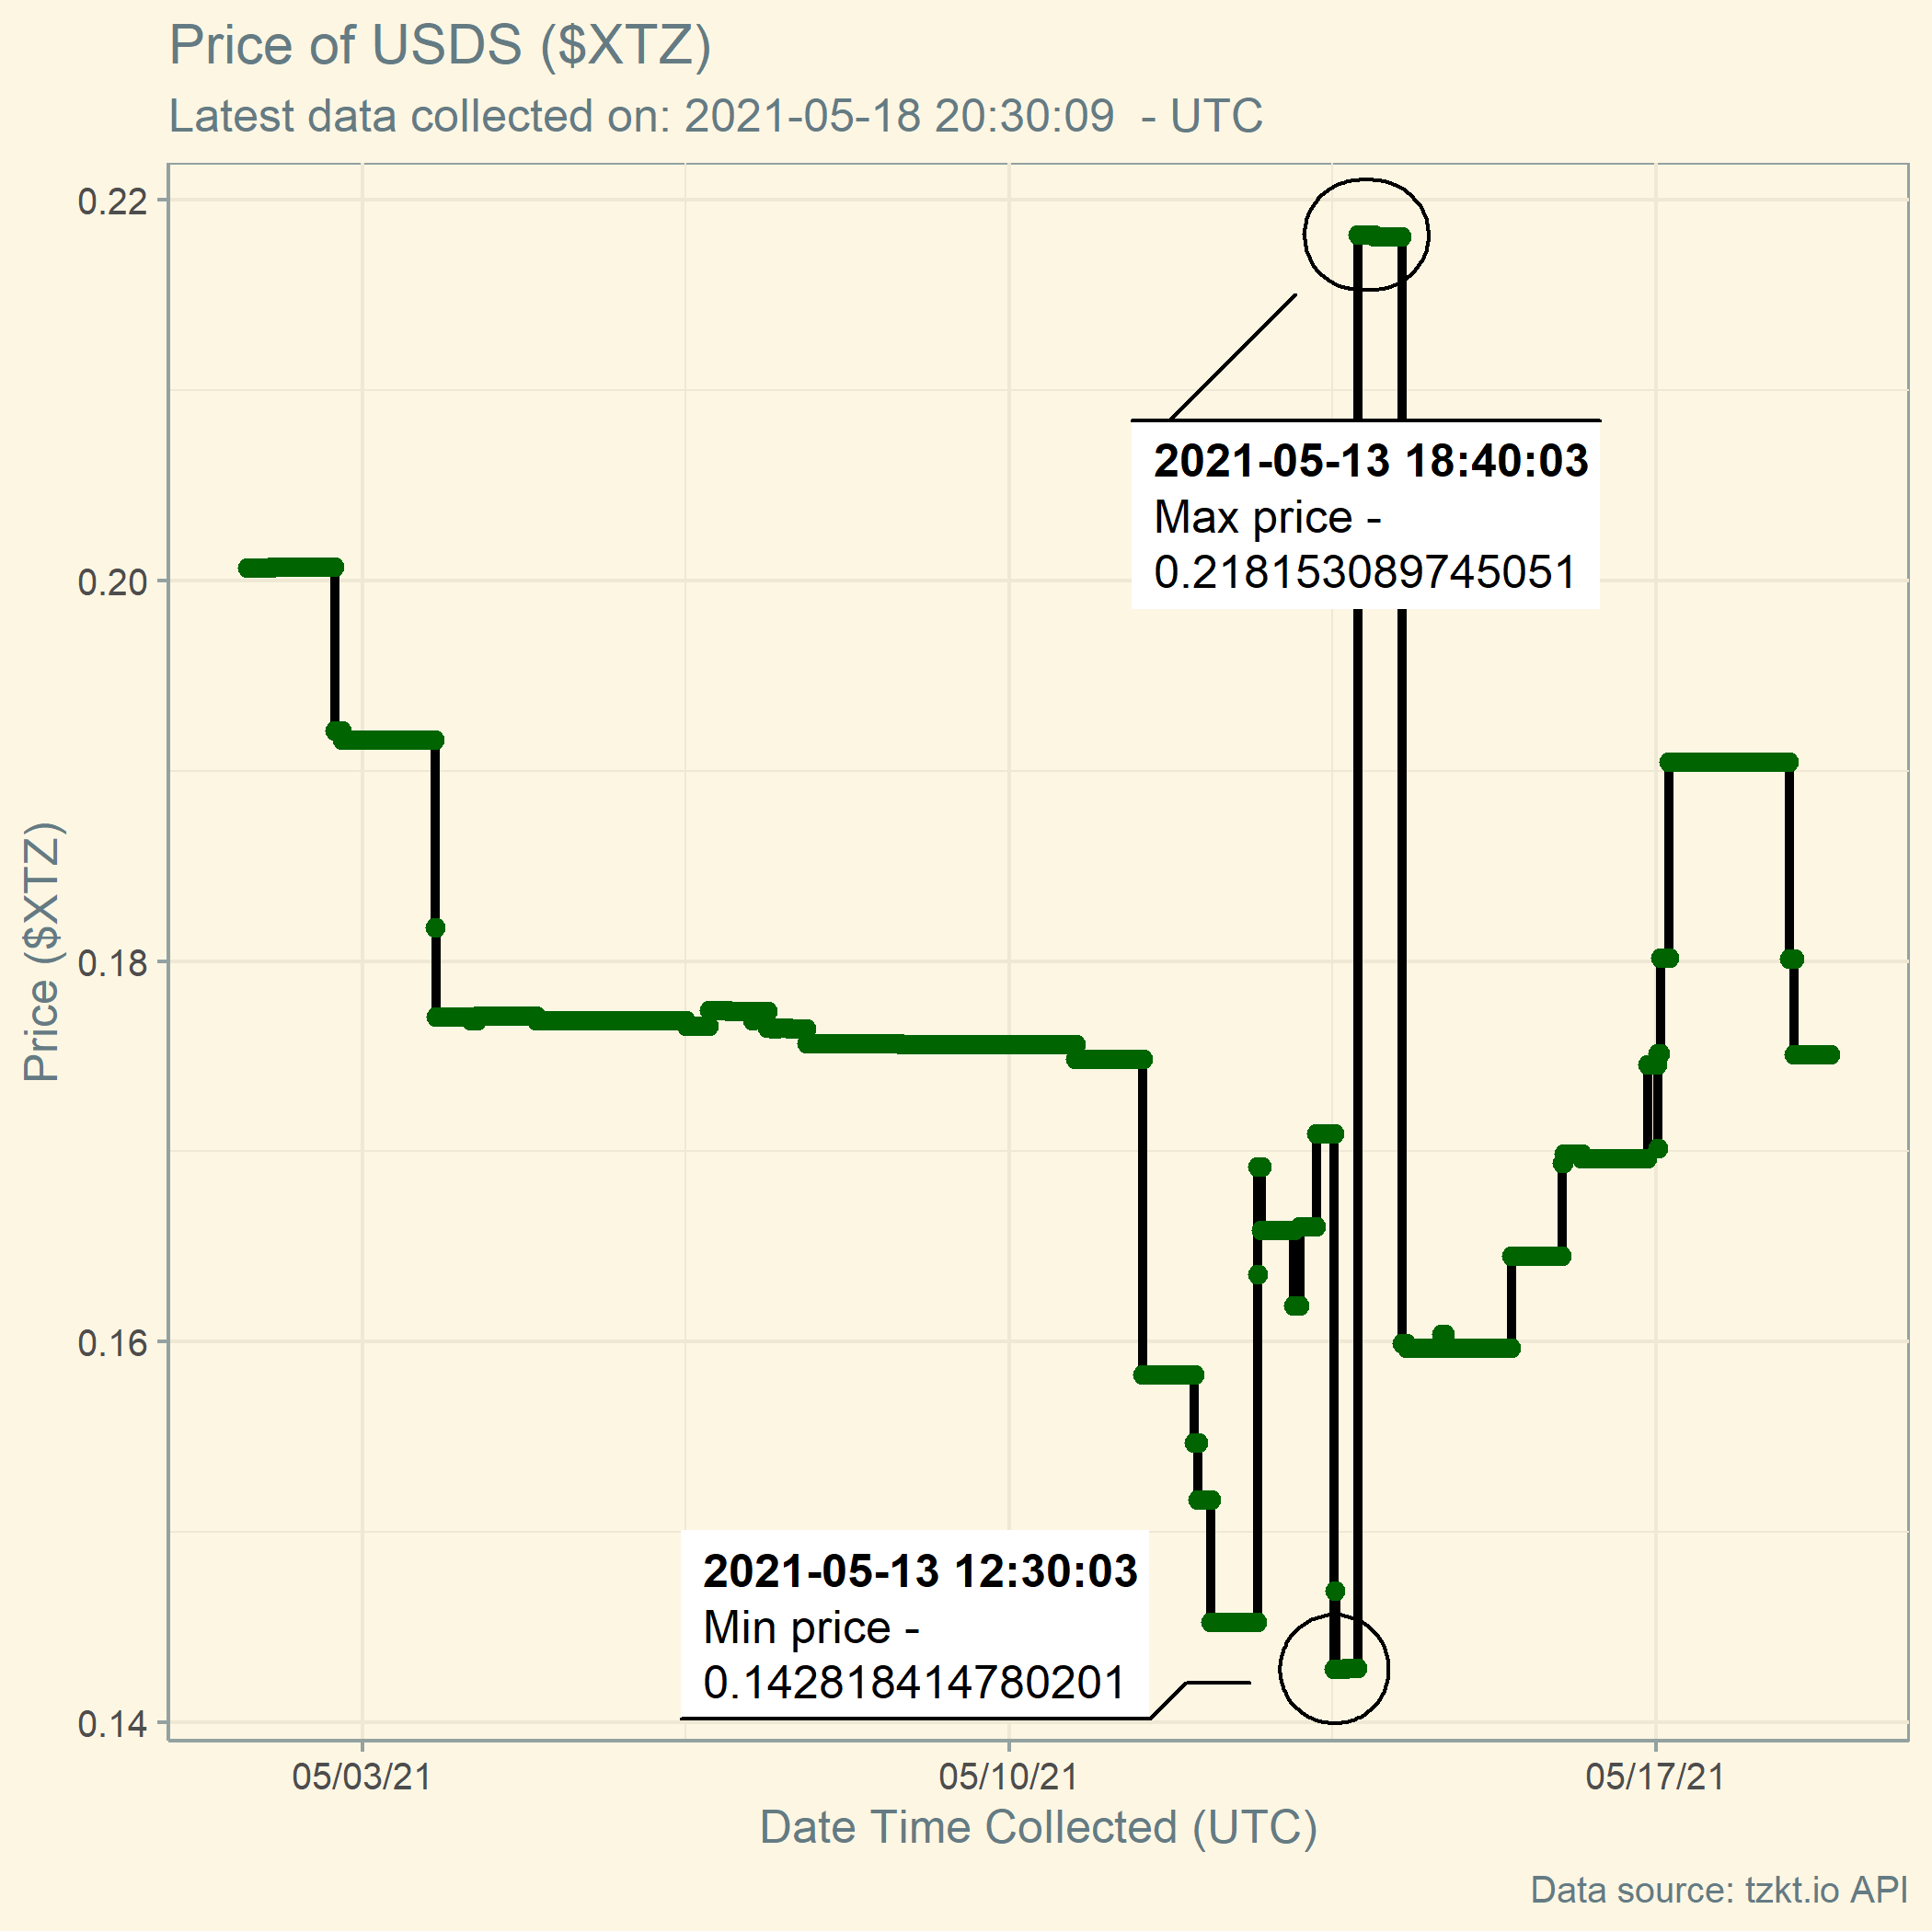 Price of USDS ($XTZ)
Latest data collected on: 2021-05-18 20:30:09  - UTC
0.22
0.20
0.18
0.16
0.14
Price ($XTZ)
2021-05-13 18:40:03
Max price -
0.218153089745051
2021-05-13 12:30:03
Min price -
0.142818414780201
05/03/21
05/10/21
05/17/21
Date Time Collected (UTC)
Data source: tzkt.io API